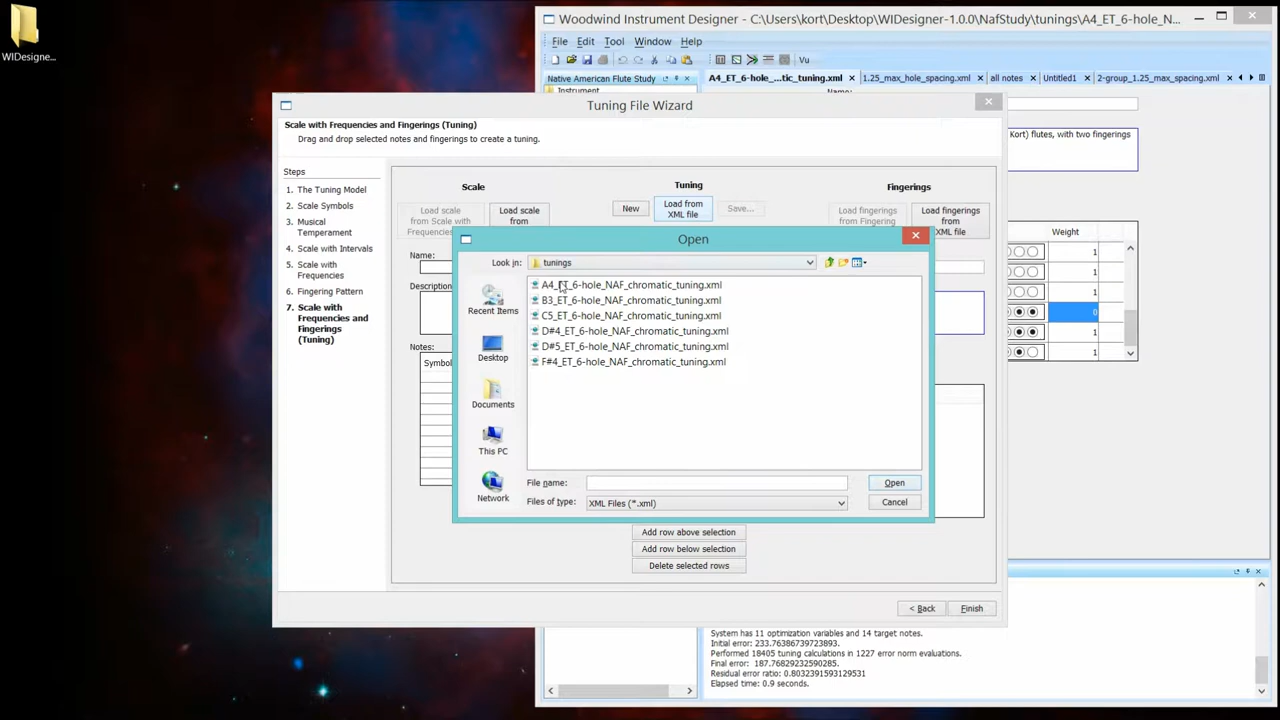 WIDesigne...
Woodwind Instrument Designer - C:\Users\kort\Desktop\WIDesigner-1.0.0\NafStudy\tunings\A4_ET_6-hole_N...
File Edit Tool Window Help
Vu
Native American Flute Study
A4_ET_6-hole_...tic_tuning.xml
1.25_max_hole_spacing.xml
all notes
Untitled1
2-group_1.25_max_spacing.xml
Instrument
Name:
Tuning File Wizard
Scale with Frequencies and Fingerings (Tuning)
Drag and drop selected notes and fingerings to create a tuning.
Kort) flutes, with two fingerings
Steps
1. The Tuning Model
2. Scale Symbols
3. Musical
Temperament
4. Scale with Intervals
5. Scale with
Frequencies
6. Fingering Pattern
7. Scale with
Frequencies and
Fingerings
(Tuning)
Scale
Tuning
Fingerings
Load scale
from Scale with
Frequencies
Load scale
from
New
Load from
XML file
Save...
Load fingerings
from Fingering
Load fingerings
from
XML file
Name:
Description:
Notes:
Symbol
Weight
1
1
1
0
1
1
Open
Look in: tunings
Recent Items
Desktop
Documents
This PC
Network
A4_ET_6-hole_NAF_chromatic_tuning.xml
B3_ET_6-hole_NAF_chromatic_tuning.xml
C5_ET_6-hole_NAF_chromatic_tuning.xml
D#4_ET_6-hole_NAF_chromatic_tuning.xml
D#5_ET_6-hole_NAF_chromatic_tuning.xml
F#4_ET_6-hole_NAF_chromatic_tuning.xml
File name:
Open
Files of type: XML Files (*.xml)
Cancel
Add row above selection
Add row below selection
Delete selected rows
< Back
Finish
System has 11 optimization variables and 14 target notes.
Initial error: 233.76386739723893.
Performed 18405 tuning calculations in 1227 error norm evaluations.
Final error: 187.76829232590285.
Residual error ratio: 0.8032391593129531
Elapsed time: 0.9 seconds.